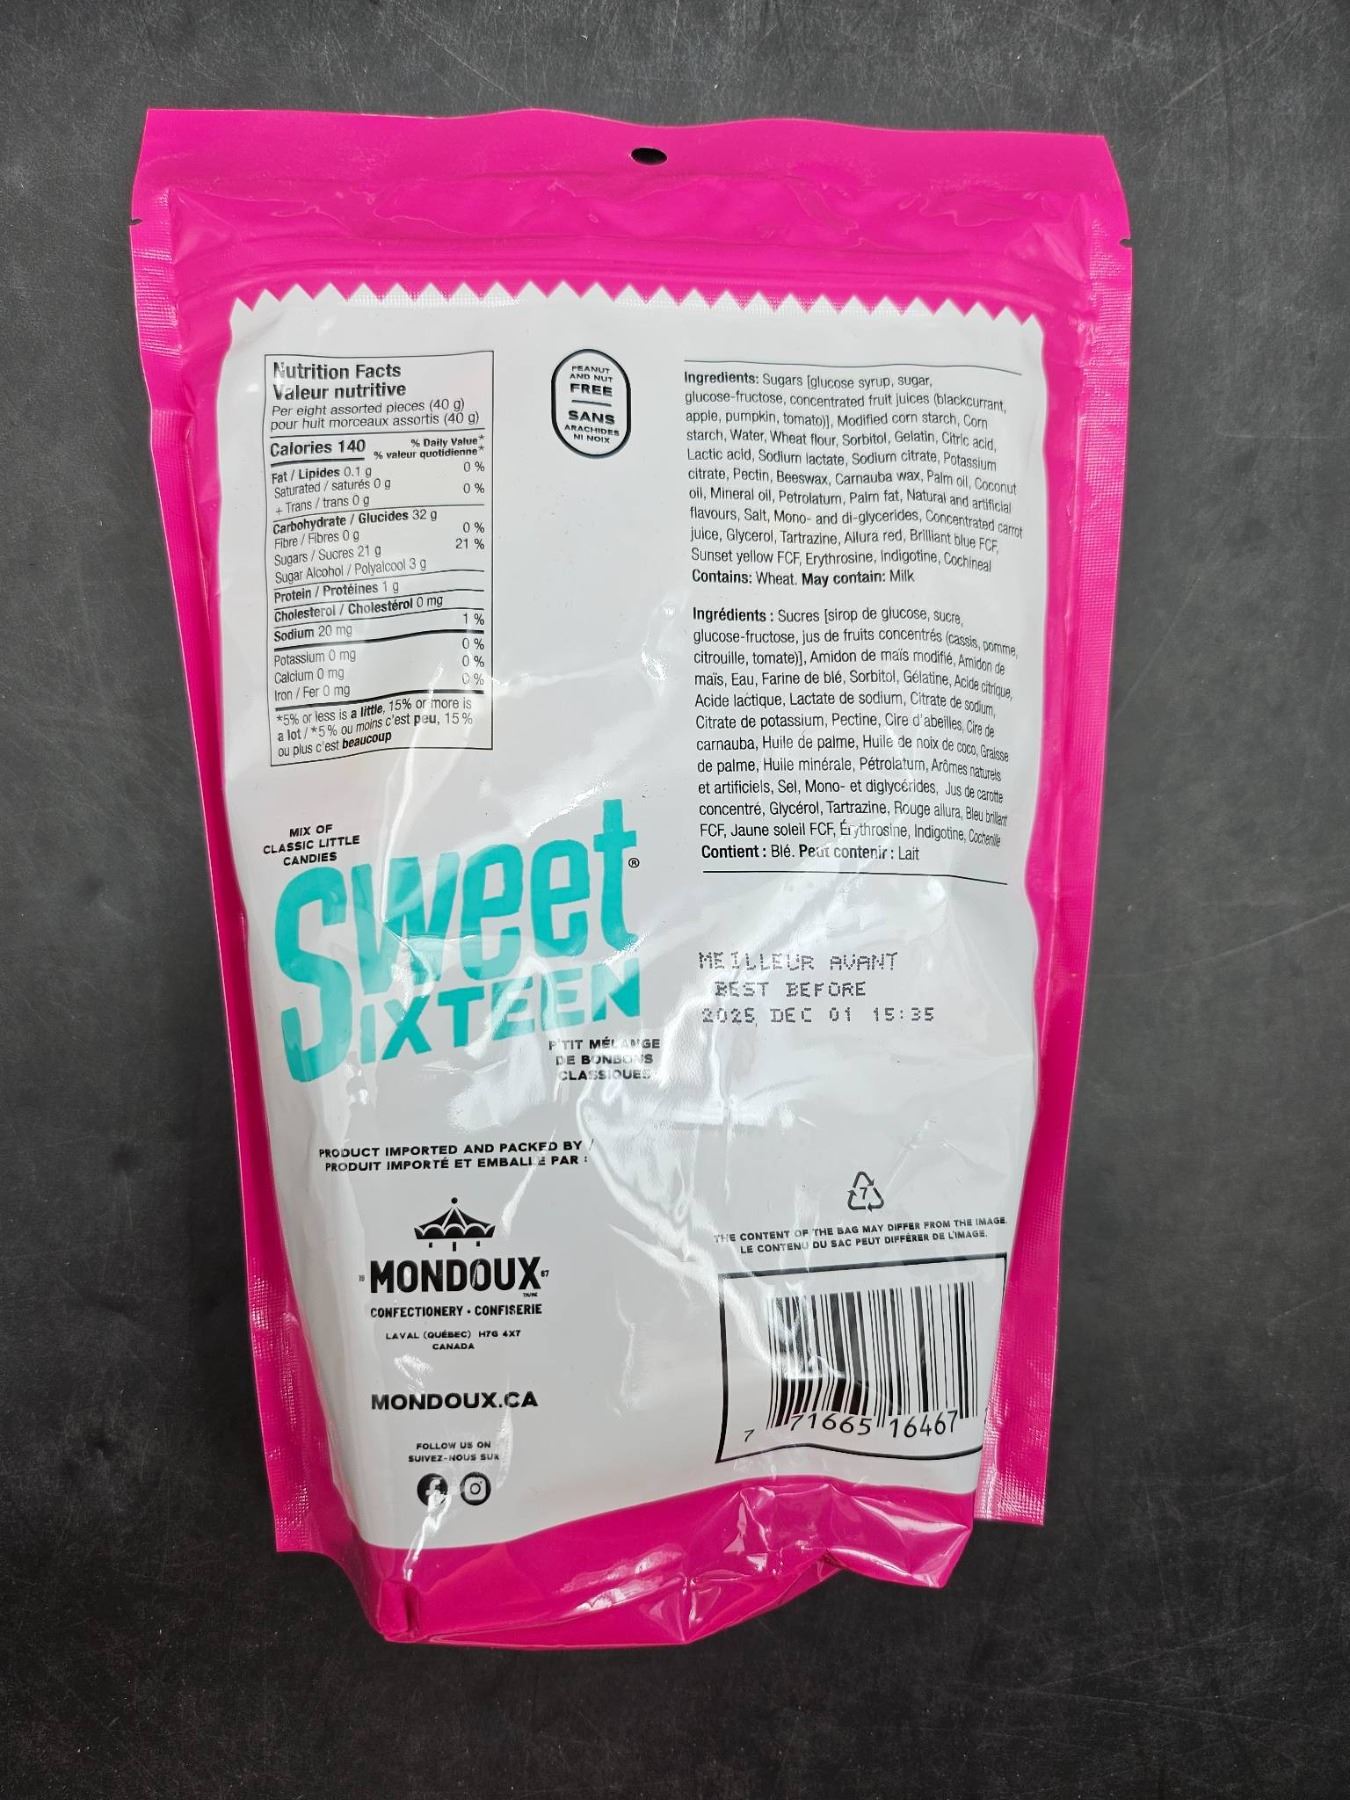 Nutrition Facts
Valeur nutritive
Per eight assorted pieces (40 g)
pour huit morceaux assortis (40 g)
Calories 140
% Daily Value*
% valeur quotidienne*
Fat / Lipides 0.1 g 0 %
Saturated / saturés 0 g
+ Trans / trans 0 g 0 %
Carbohydrate / Glucides 32 g
Fibre / Fibres 0 g 0 %
Sugars / Sucres 21 g 21 %
Sugar Alcohol / Polyalcool 3 g
Protein / Protéines 1 g
Cholesterol / Cholestérol 0 mg
Sodium 20 mg 1 %
Potassium 0 mg 0 %
Calcium 0 mg 0 %
Iron / Fer 0 mg 0 %
*5% or less is a little, 15% or more is
a lot / *5 % ou moins c'est peu, 15 %
ou plus c'est beaucoup
PEANUT
AND NUT
FREE
SANS
ARACHIDES
NI NOIX
Ingredients: Sugars [glucose syrup, sugar,
glucose-fructose, concentrated fruit juices (blackcurrant,
apple, pumpkin, tomato)], Modified corn starch, Corn
starch, Water, Wheat flour, Sorbitol, Gelatin, Citric acid,
Lactic acid, Sodium lactate, Sodium citrate, Potassium
citrate, Pectin, Beeswax, Carnauba wax, Palm oil, Coconut
oil, Mineral oil, Petrolatum, Palm fat, Natural and artificial
flavours, Salt, Mono- and di-glycerides, Concentrated carrot
juice, Glycerol, Tartrazine, Allura red, Brilliant blue FCF,
Sunset yellow FCF, Erythrosine, Indigotine, Cochineal
Contains: Wheat. May contain: Milk
Ingrédients : Sucres [sirop de glucose, sucre,
glucose-fructose, jus de fruits concentrés (cassis, pomme,
citrouille, tomate)], Amidon de maïs modifié, Amidon de
maïs, Eau, Farine de blé, Sorbitol, Gélatine, Acide citrique,
Acide lactique, Lactate de sodium, Citrate de sodium,
Citrate de potassium, Pectine, Cire d'abeilles, Cire de
carnauba, Huile de palme, Huile de noix de coco, Graisse
de palme, Huile minérale, Pétrolatum, Arômes naturels
et artificiels, Sel, Mono- et diglycérides, Jus de carotte
concentré, Glycérol, Tartrazine, Rouge allura, Bleu brillant
FCF, Jaune soleil FCF, Érythrosine, Indigotine, Cochenille
Contient : Blé. Peut contenir : Lait
MIX OF
CLASSIC LITTLE
CANDIES
Sweet®
SIXTEEN
P'TIT MÉLANGE
DE BONBONS
CLASSIQUES
MEILLEUR AVANT
BEST BEFORE
2025 DEC 01 15:35
PRODUCT IMPORTED AND PACKED BY /
PRODUIT IMPORTÉ ET EMBALLÉ PAR :
19 MONDOUX 67
CONFECTIONERY • CONFISERIE
LAVAL (QUÉBEC) H7G 4X7
CANADA
MONDOUX.CA
FOLLOW US ON
SUIVEZ-NOUS SUR
7
THE CONTENT OF THE BAG MAY DIFFER FROM THE IMAGE.
LE CONTENU DU SAC PEUT DIFFÉRER DE L'IMAGE.
7 71665 16467